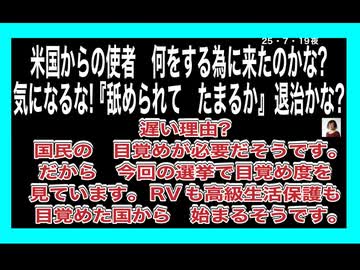 25・7・19夜
米国からの使者　何をする為に来たのかな?
気になるな!『舐められて　たまるか』退治かな?
遅い理由?
国民の　目覚めが必要だそうです。
だから　今回の選挙で目覚め度を
見ています。RVも高級生活保護も
目覚めた国から　始まるそうです。